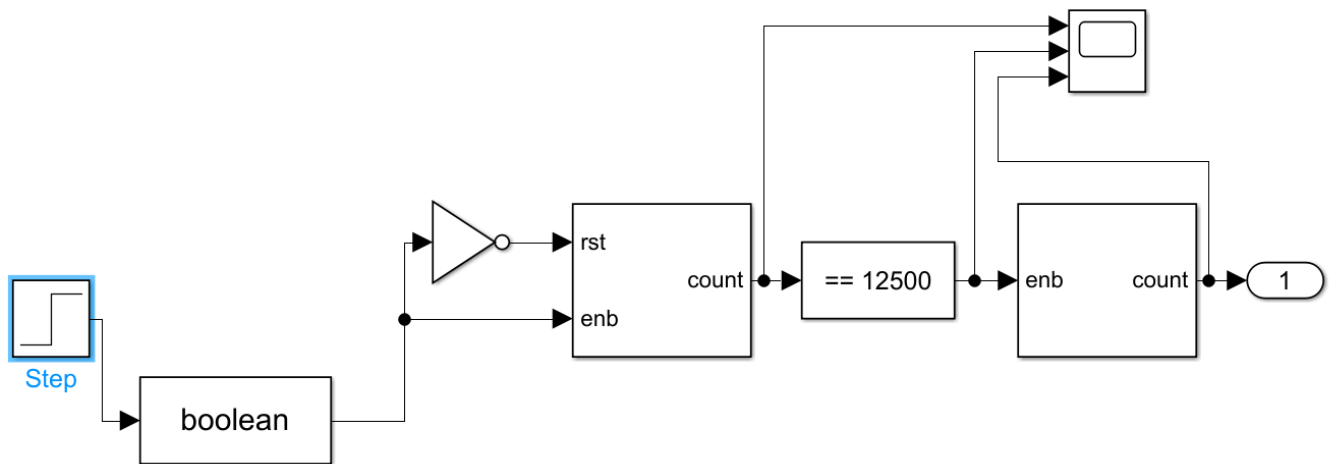 rst
count
enb
== 12500
enb
count
1
Step
boolean